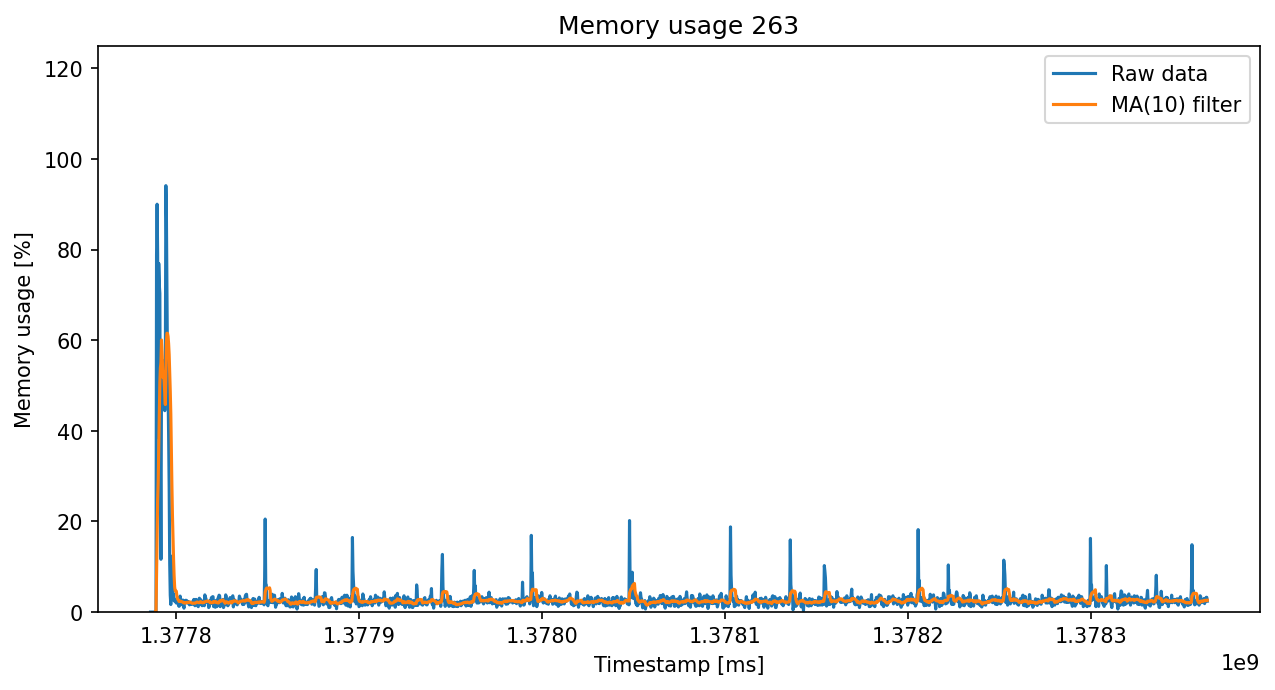 Memory usage 263
Raw data
MA(10) filter
Memory usage [%]
120
100
80
60
40
20
0
1.3778 1.3779 1.3780 1.3781 1.3782 1.3783
Timestamp [ms]
1e9